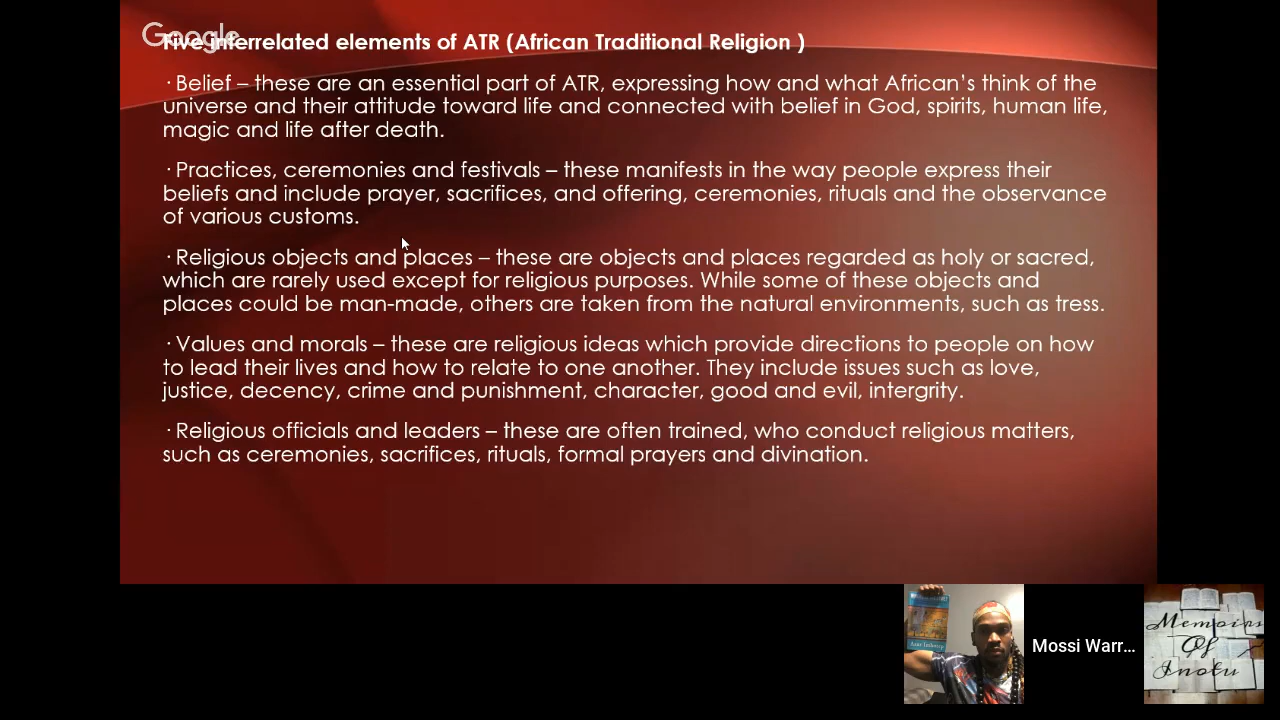 Google
Five interrelated elements of ATR (African Traditional Religion )
· Belief – these are an essential part of ATR, expressing how and what African's think of the
universe and their attitude toward life and connected with belief in God, spirits, human life,
magic and life after death.
· Practices, ceremonies and festivals – these manifests in the way people express their
beliefs and include prayer, sacrifices, and offering, ceremonies, rituals and the observance
of various customs.
· Religious objects and places – these are objects and places regarded as holy or sacred,
which are rarely used except for religious purposes. While some of these objects and
places could be man-made, others are taken from the natural environments, such as tress.
· Values and morals – these are religious ideas which provide directions to people on how
to lead their lives and how to relate to one another. They include issues such as love,
justice, decency, crime and punishment, character, good and evil, intergrity.
· Religious officials and leaders – these are often trained, who conduct religious matters,
such as ceremonies, sacrifices, rituals, formal prayers and divination.
Mossi Warr...
Memoirs
Of